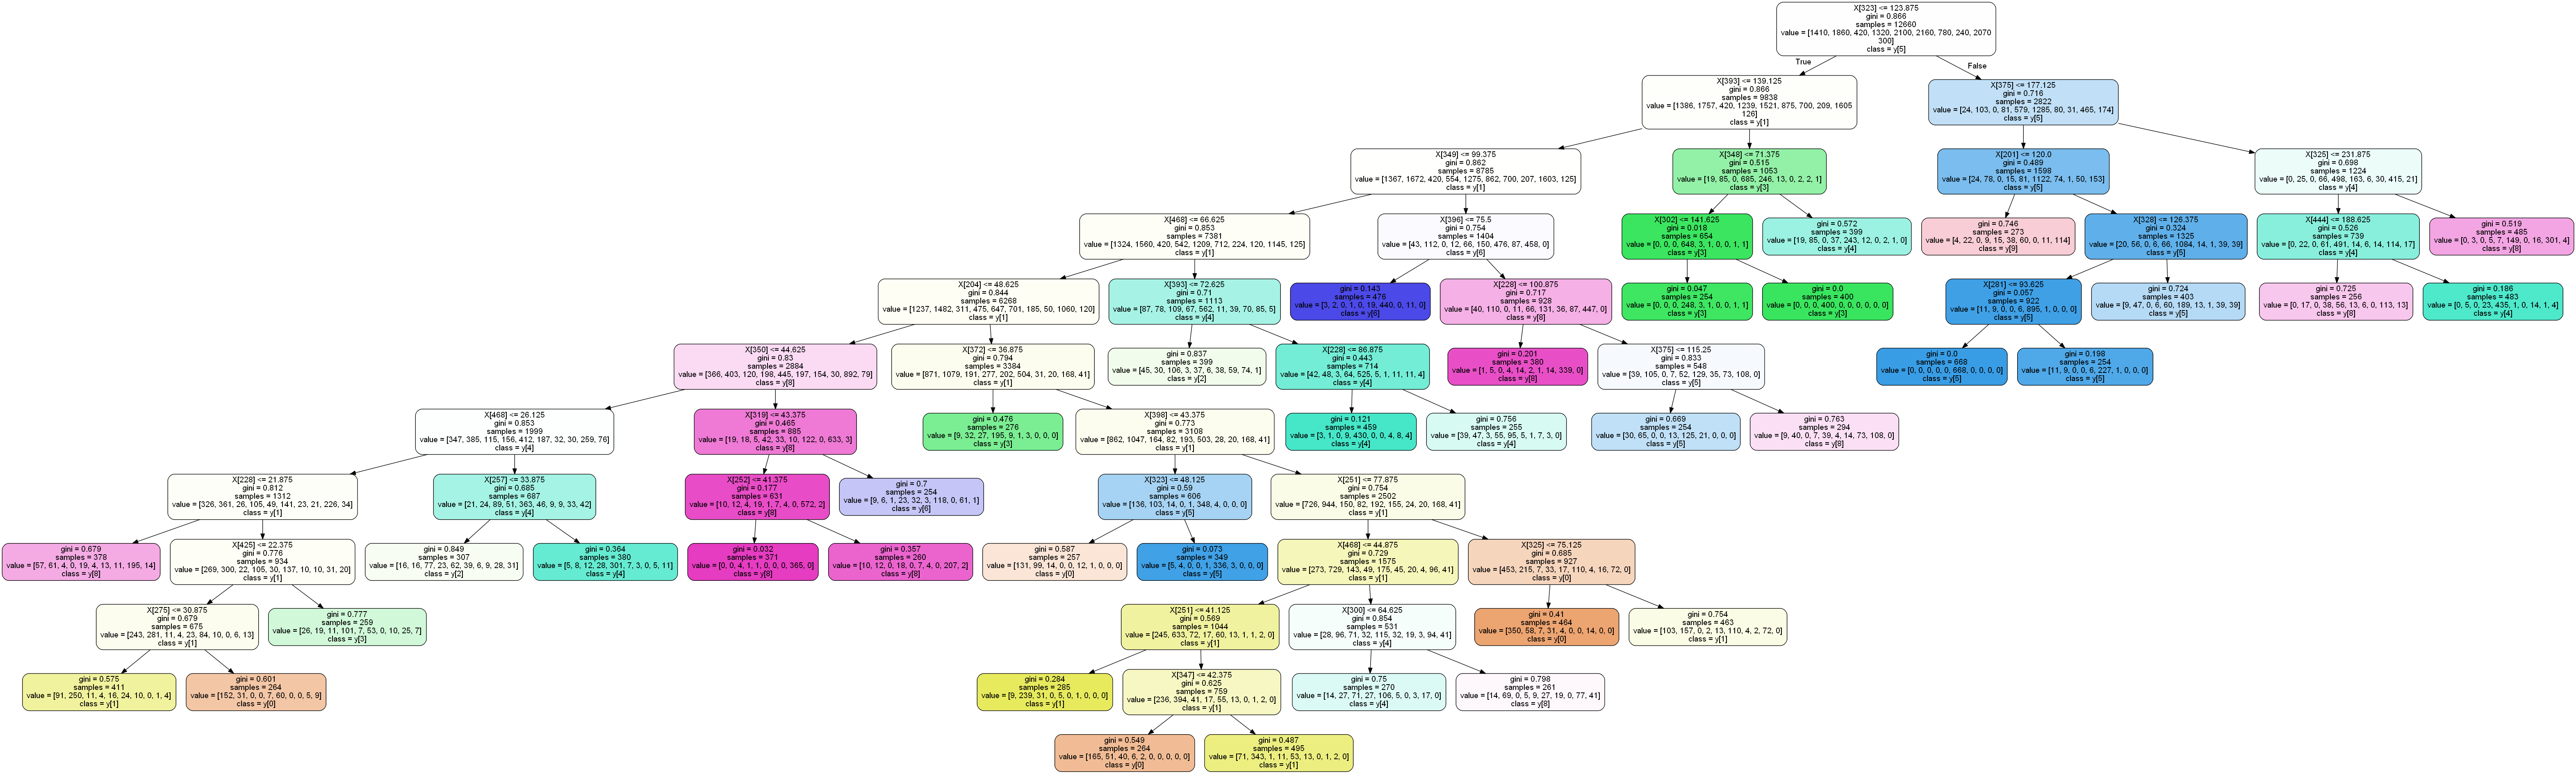 X[323] <= 123.875
gini = 0.866
samples = 12660
value = [1410, 1860, 420, 1320, 2100, 2160, 780, 240, 2070
300]
class = y[5]
True
False
X[393] <= 139.125
gini = 0.866
samples = 9838
value = [1386, 1757, 420, 1239, 1521, 875, 700, 209, 1605
126]
class = y[1]
X[375] <= 177.125
gini = 0.716
samples = 2822
value = [24, 103, 0, 81, 579, 1285, 80, 31, 465, 174]
class = y[5]
X[349] <= 99.375
gini = 0.862
samples = 8785
value = [1367, 1672, 420, 554, 1275, 862, 700, 207, 1603, 125]
class = y[1]
X[348] <= 71.375
gini = 0.515
samples = 1053
value = [19, 85, 0, 685, 246, 13, 0, 2, 2, 1]
class = y[3]
X[201] <= 120.0
gini = 0.489
samples = 1598
value = [24, 78, 0, 15, 81, 1122, 74, 1, 50, 153]
class = y[5]
X[325] <= 231.875
gini = 0.698
samples = 1224
value = [0, 25, 0, 66, 498, 163, 6, 30, 415, 21]
class = y[4]
X[468] <= 66.625
gini = 0.853
samples = 7381
value = [1324, 1560, 420, 542, 1209, 712, 224, 120, 1145, 125]
class = y[1]
X[396] <= 75.5
gini = 0.754
samples = 1404
value = [43, 112, 0, 12, 66, 150, 476, 87, 458, 0]
class = y[6]
X[302] <= 141.625
gini = 0.018
samples = 654
value = [0, 0, 0, 648, 3, 1, 0, 0, 1, 1]
class = y[3]
gini = 0.572
samples = 399
value = [19, 85, 0, 37, 243, 12, 0, 2, 1, 0]
class = y[4]
gini = 0.746
samples = 273
value = [4, 22, 0, 9, 15, 38, 60, 0, 11, 114]
class = y[9]
X[328] <= 126.375
gini = 0.324
samples = 1325
value = [20, 56, 0, 6, 66, 1084, 14, 1, 39, 39]
class = y[5]
X[444] <= 188.625
gini = 0.526
samples = 739
value = [0, 22, 0, 61, 491, 14, 6, 14, 114, 17]
class = y[4]
gini = 0.519
samples = 485
value = [0, 3, 0, 5, 7, 149, 0, 16, 301, 4]
class = y[8]
X[204] <= 48.625
gini = 0.844
samples = 6268
value = [1237, 1482, 311, 475, 647, 701, 185, 50, 1060, 120]
class = y[1]
X[393] <= 72.625
gini = 0.71
samples = 1113
value = [87, 78, 109, 67, 562, 11, 39, 70, 85, 5]
class = y[4]
gini = 0.143
samples = 476
value = [3, 2, 0, 1, 0, 19, 440, 0, 11, 0]
class = y[6]
X[228] <= 100.875
gini = 0.717
samples = 928
value = [40, 110, 0, 11, 66, 131, 36, 87, 447, 0]
class = y[8]
gini = 0.047
samples = 254
value = [0, 0, 0, 248, 3, 1, 0, 0, 1, 1]
class = y[3]
gini = 0.0
samples = 400
value = [0, 0, 0, 400, 0, 0, 0, 0, 0, 0]
class = y[3]
X[281] <= 93.625
gini = 0.057
samples = 922
value = [11, 9, 0, 0, 6, 895, 1, 0, 0, 0]
class = y[5]
gini = 0.724
samples = 403
value = [9, 47, 0, 6, 60, 189, 13, 1, 39, 39]
class = y[5]
gini = 0.725
samples = 256
value = [0, 17, 0, 38, 56, 13, 6, 0, 113, 13]
class = y[8]
gini = 0.186
samples = 483
value = [0, 5, 0, 23, 435, 1, 0, 14, 1, 4]
class = y[4]
X[350] <= 44.625
gini = 0.83
samples = 2884
value = [366, 403, 120, 198, 445, 197, 154, 30, 892, 79]
class = y[8]
X[372] <= 36.875
gini = 0.794
samples = 3384
value = [871, 1079, 191, 277, 202, 504, 31, 20, 168, 41]
class = y[1]
gini = 0.837
samples = 399
value = [45, 30, 106, 3, 37, 6, 38, 59, 74, 1]
class = y[2]
X[228] <= 86.875
gini = 0.443
samples = 714
value = [42, 48, 3, 64, 525, 5, 1, 11, 11, 4]
class = y[4]
gini = 0.201
samples = 380
value = [1, 5, 0, 4, 14, 2, 1, 14, 339, 0]
class = y[8]
X[375] <= 115.25
gini = 0.833
samples = 548
value = [39, 105, 0, 7, 52, 129, 35, 73, 108, 0]
class = y[5]
gini = 0.0
samples = 668
value = [0, 0, 0, 0, 0, 668, 0, 0, 0, 0]
class = y[5]
gini = 0.198
samples = 254
value = [11, 9, 0, 0, 6, 227, 1, 0, 0, 0]
class = y[5]
X[468] <= 26.125
gini = 0.853
samples = 1999
value = [347, 385, 115, 156, 412, 187, 32, 30, 259, 76]
class = y[4]
X[319] <= 43.375
gini = 0.465
samples = 885
value = [19, 18, 5, 42, 33, 10, 122, 0, 633, 3]
class = y[8]
gini = 0.476
samples = 276
value = [9, 32, 27, 195, 9, 1, 3, 0, 0, 0]
class = y[3]
X[398] <= 43.375
gini = 0.773
samples = 3108
value = [862, 1047, 164, 82, 193, 503, 28, 20, 168, 41]
class = y[1]
gini = 0.121
samples = 459
value = [3, 1, 0, 9, 430, 0, 0, 4, 8, 4]
class = y[4]
gini = 0.756
samples = 255
value = [39, 47, 3, 55, 95, 5, 1, 7, 3, 0]
class = y[4]
gini = 0.669
samples = 254
value = [30, 65, 0, 0, 13, 125, 21, 0, 0, 0]
class = y[5]
gini = 0.763
samples = 294
value = [9, 40, 0, 7, 39, 4, 14, 73, 108, 0]
class = y[8]
X[228] <= 21.875
gini = 0.812
samples = 1312
value = [326, 361, 26, 105, 49, 141, 23, 21, 226, 34]
class = y[1]
X[257] <= 33.875
gini = 0.685
samples = 687
value = [21, 24, 89, 51, 363, 46, 9, 9, 33, 42]
class = y[4]
X[252] <= 41.375
gini = 0.177
samples = 631
value = [10, 12, 4, 19, 1, 7, 4, 0, 572, 2]
class = y[8]
gini = 0.7
samples = 254
value = [9, 6, 1, 23, 32, 3, 118, 0, 61, 1]
class = y[6]
X[323] <= 48.125
gini = 0.59
samples = 606
value = [136, 103, 14, 0, 1, 348, 4, 0, 0, 0]
class = y[5]
X[251] <= 77.875
gini = 0.754
samples = 2502
value = [726, 944, 150, 82, 192, 155, 24, 20, 168, 41]
class = y[1]
gini = 0.679
samples = 378
value = [57, 61, 4, 0, 19, 4, 13, 11, 195, 14]
class = y[8]
X[425] <= 22.375
gini = 0.776
samples = 934
value = [269, 300, 22, 105, 30, 137, 10, 10, 31, 20]
class = y[1]
gini = 0.849
samples = 307
value = [16, 16, 77, 23, 62, 39, 6, 9, 28, 31]
class = y[2]
gini = 0.364
samples = 380
value = [5, 8, 12, 28, 301, 7, 3, 0, 5, 11]
class = y[4]
gini = 0.032
samples = 371
value = [0, 0, 4, 1, 1, 0, 0, 0, 365, 0]
class = y[8]
gini = 0.357
samples = 260
value = [10, 12, 0, 18, 0, 7, 4, 0, 207, 2]
class = y[8]
gini = 0.587
samples = 257
value = [131, 99, 14, 0, 0, 12, 1, 0, 0, 0]
class = y[0]
gini = 0.073
samples = 349
value = [5, 4, 0, 0, 1, 336, 3, 0, 0, 0]
class = y[5]
X[468] <= 44.875
gini = 0.729
samples = 1575
value = [273, 729, 143, 49, 175, 45, 20, 4, 96, 41]
class = y[1]
X[325] <= 75.125
gini = 0.685
samples = 927
value = [453, 215, 7, 33, 17, 110, 4, 16, 72, 0]
class = y[0]
X[275] <= 30.875
gini = 0.679
samples = 675
value = [243, 281, 11, 4, 23, 84, 10, 0, 6, 13]
class = y[1]
gini = 0.777
samples = 259
value = [26, 19, 11, 101, 7, 53, 0, 10, 25, 7]
class = y[3]
X[251] <= 41.125
gini = 0.569
samples = 1044
value = [245, 633, 72, 17, 60, 13, 1, 1, 2, 0]
class = y[1]
X[300] <= 64.625
gini = 0.854
samples = 531
value = [28, 96, 71, 32, 115, 32, 19, 3, 94, 41]
class = y[4]
gini = 0.41
samples = 464
value = [350, 58, 7, 31, 4, 0, 0, 14, 0, 0]
class = y[0]
gini = 0.754
samples = 463
value = [103, 157, 0, 2, 13, 110, 4, 2, 72, 0]
class = y[1]
gini = 0.575
samples = 411
value = [91, 250, 11, 4, 16, 24, 10, 0, 1, 4]
class = y[1]
gini = 0.601
samples = 264
value = [152, 31, 0, 0, 7, 60, 0, 0, 5, 9]
class = y[0]
gini = 0.284
samples = 285
value = [9, 239, 31, 0, 5, 0, 1, 0, 0, 0]
class = y[1]
X[347] <= 42.375
gini = 0.625
samples = 759
value = [236, 394, 41, 17, 55, 13, 0, 1, 2, 0]
class = y[1]
gini = 0.75
samples = 270
value = [14, 27, 71, 27, 106, 5, 0, 3, 17, 0]
class = y[4]
gini = 0.798
samples = 261
value = [14, 69, 0, 5, 9, 27, 19, 0, 77, 41]
class = y[8]
gini = 0.549
samples = 264
value = [165, 51, 40, 6, 2, 0, 0, 0, 0, 0]
class = y[0]
gini = 0.487
samples = 495
value = [71, 343, 1, 11, 53, 13, 0, 1, 2, 0]
class = y[1]